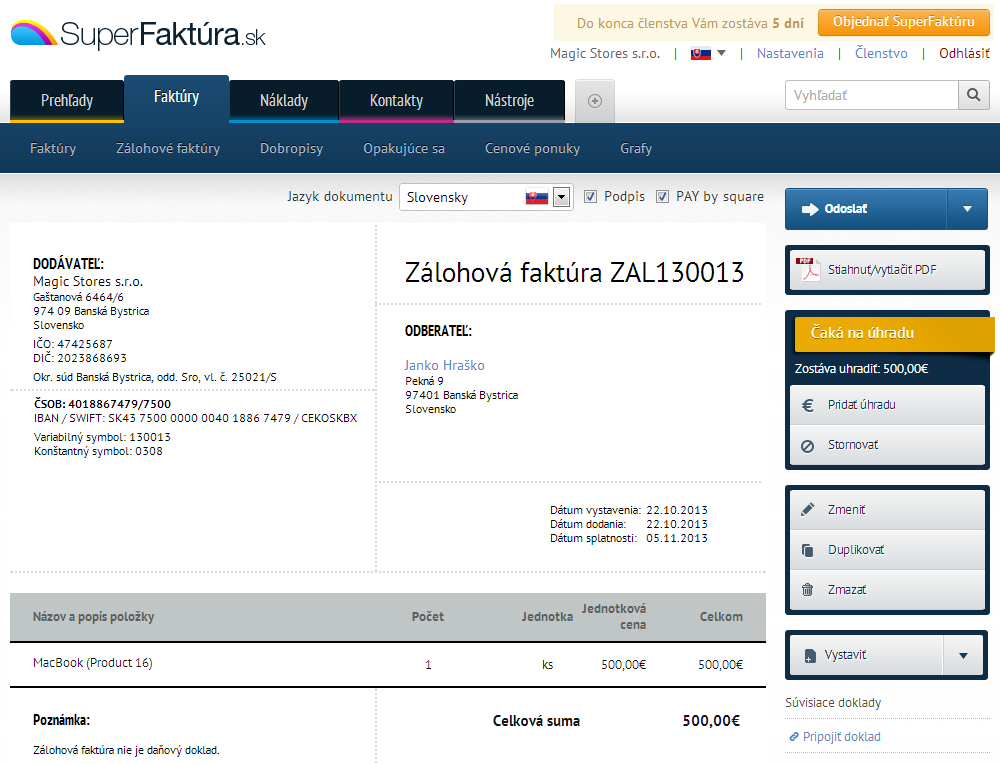 SuperFaktúra.sk
Do konca členstva Vám zostáva 5 dní
Objednať SuperFaktúru
Magic Stores s.r.o. | | Nastavenia | Členstvo | Odhlásiť
Prehľady
Faktúry
Náklady
Kontakty
Nástroje
Vyhľadať
Faktúry
Zálohové faktúry
Dobropisy
Opakujúce sa
Cenové ponuky
Grafy
Jazyk dokumentu Slovensky Podpis PAY by square
DODÁVATEĽ:
Magic Stores s.r.o.
Gaštanová 6464/6
974 09 Banská Bystrica
Slovensko
IČO: 47425687
DIČ: 2023868693
Okr. súd Banská Bystrica, odd. Sro, vl. č. 25021/S
ČSOB: 4018867479/7500
IBAN / SWIFT: SK43 7500 0000 0040 1886 7479 / CEKOSKBX
Variabilný symbol: 130013
Konštantný symbol: 0308
Zálohová faktúra ZAL130013
ODBERATEĽ:
Janko Hraško
Pekná 9
97401 Banská Bystrica
Slovensko
Dátum vystavenia: 22.10.2013
Dátum dodania: 22.10.2013
Dátum splatnosti: 05.11.2013
Názov a popis položky Počet Jednotka Jednotková cena Celkom
MacBook (Product 16) 1 ks 500,00€ 500,00€
Poznámka:
Zálohová faktúra nie je daňový doklad.
Celková suma 500,00€
Odoslať
PDF
Stiahnuť/vytlačiť PDF
Čaká na úhradu
Zostáva uhradiť: 500,00€
€ Pridať úhradu
Stornovať
Zmeniť
Duplikovať
Zmazať
Vystaviť
Súvisiace doklady
Pripojiť doklad